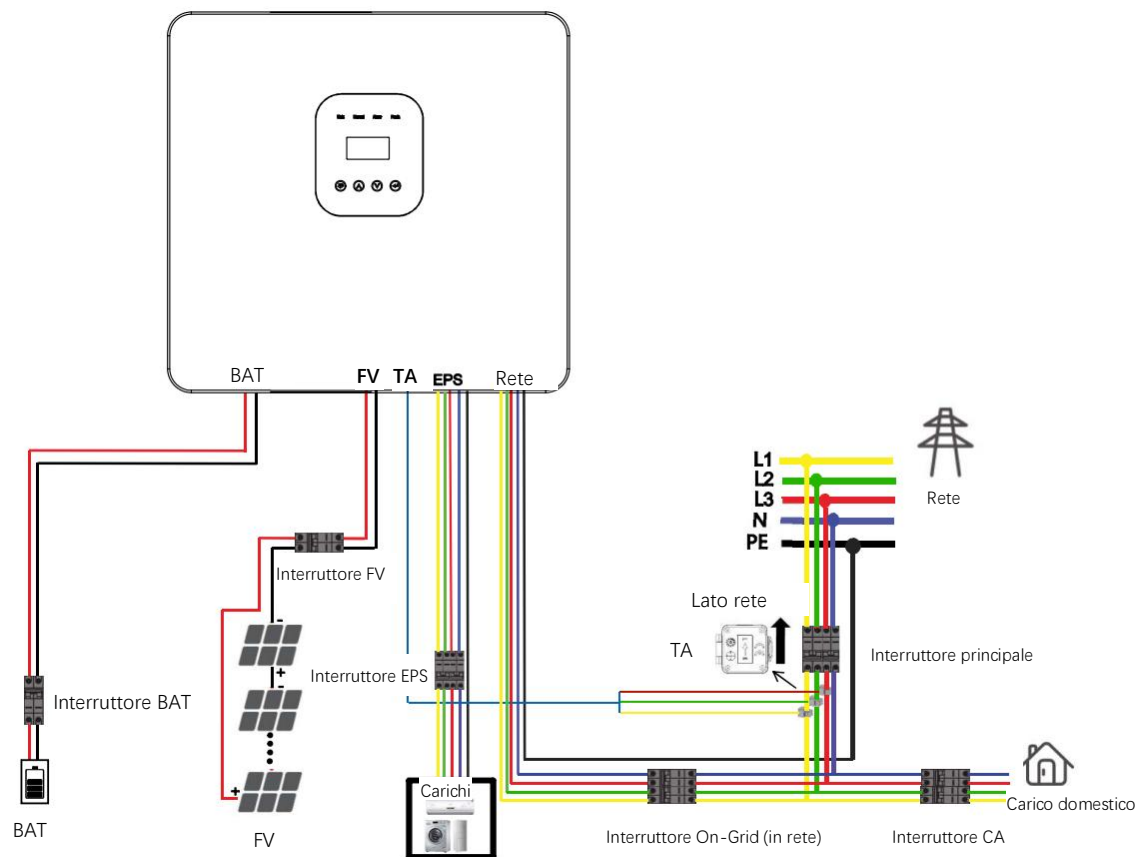 BAT
FV
TA
EPS
Rete
L1
L2
L3
N
PE
Rete
Interruttore FV
Lato rete
TA
Interruttore principale
Interruttore EPS
Interruttore BAT
- 
+
-
+
Carichi
Carico domestico
BAT
FV
Interruttore On-Grid (in rete)
Interruttore CA